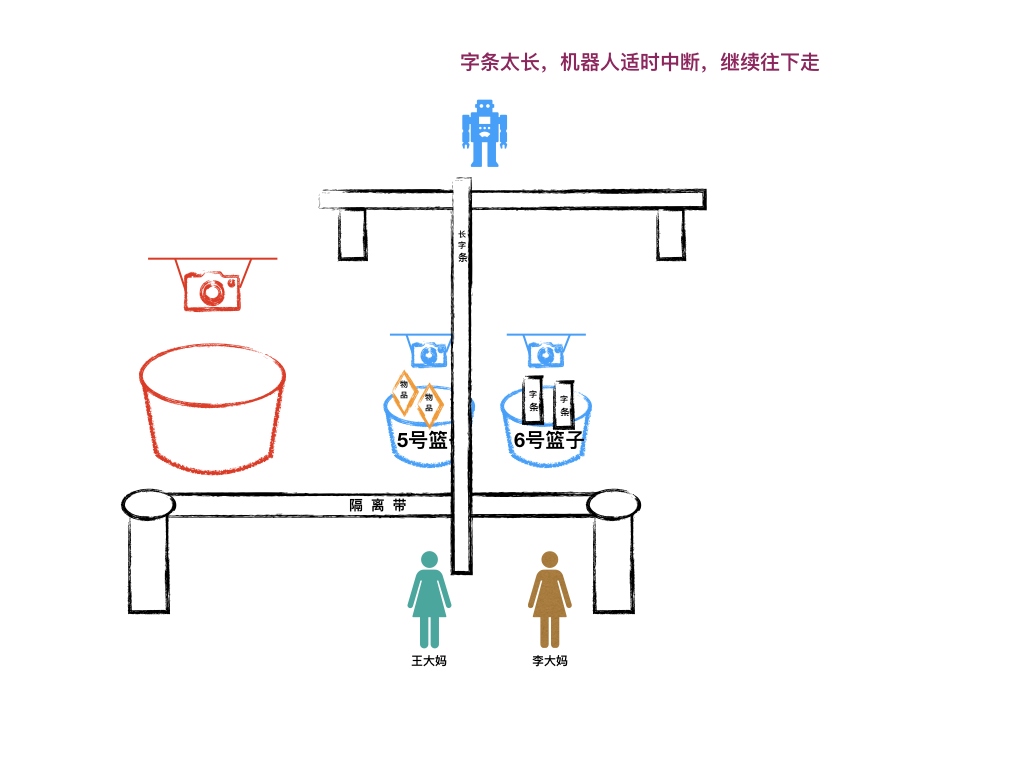 字条太长，机器人适时中断，继续往下走
长
字
条
物
品
物
品
字
条
字
条
5号篮
6号篮子
隔 离 带
王大妈
李大妈